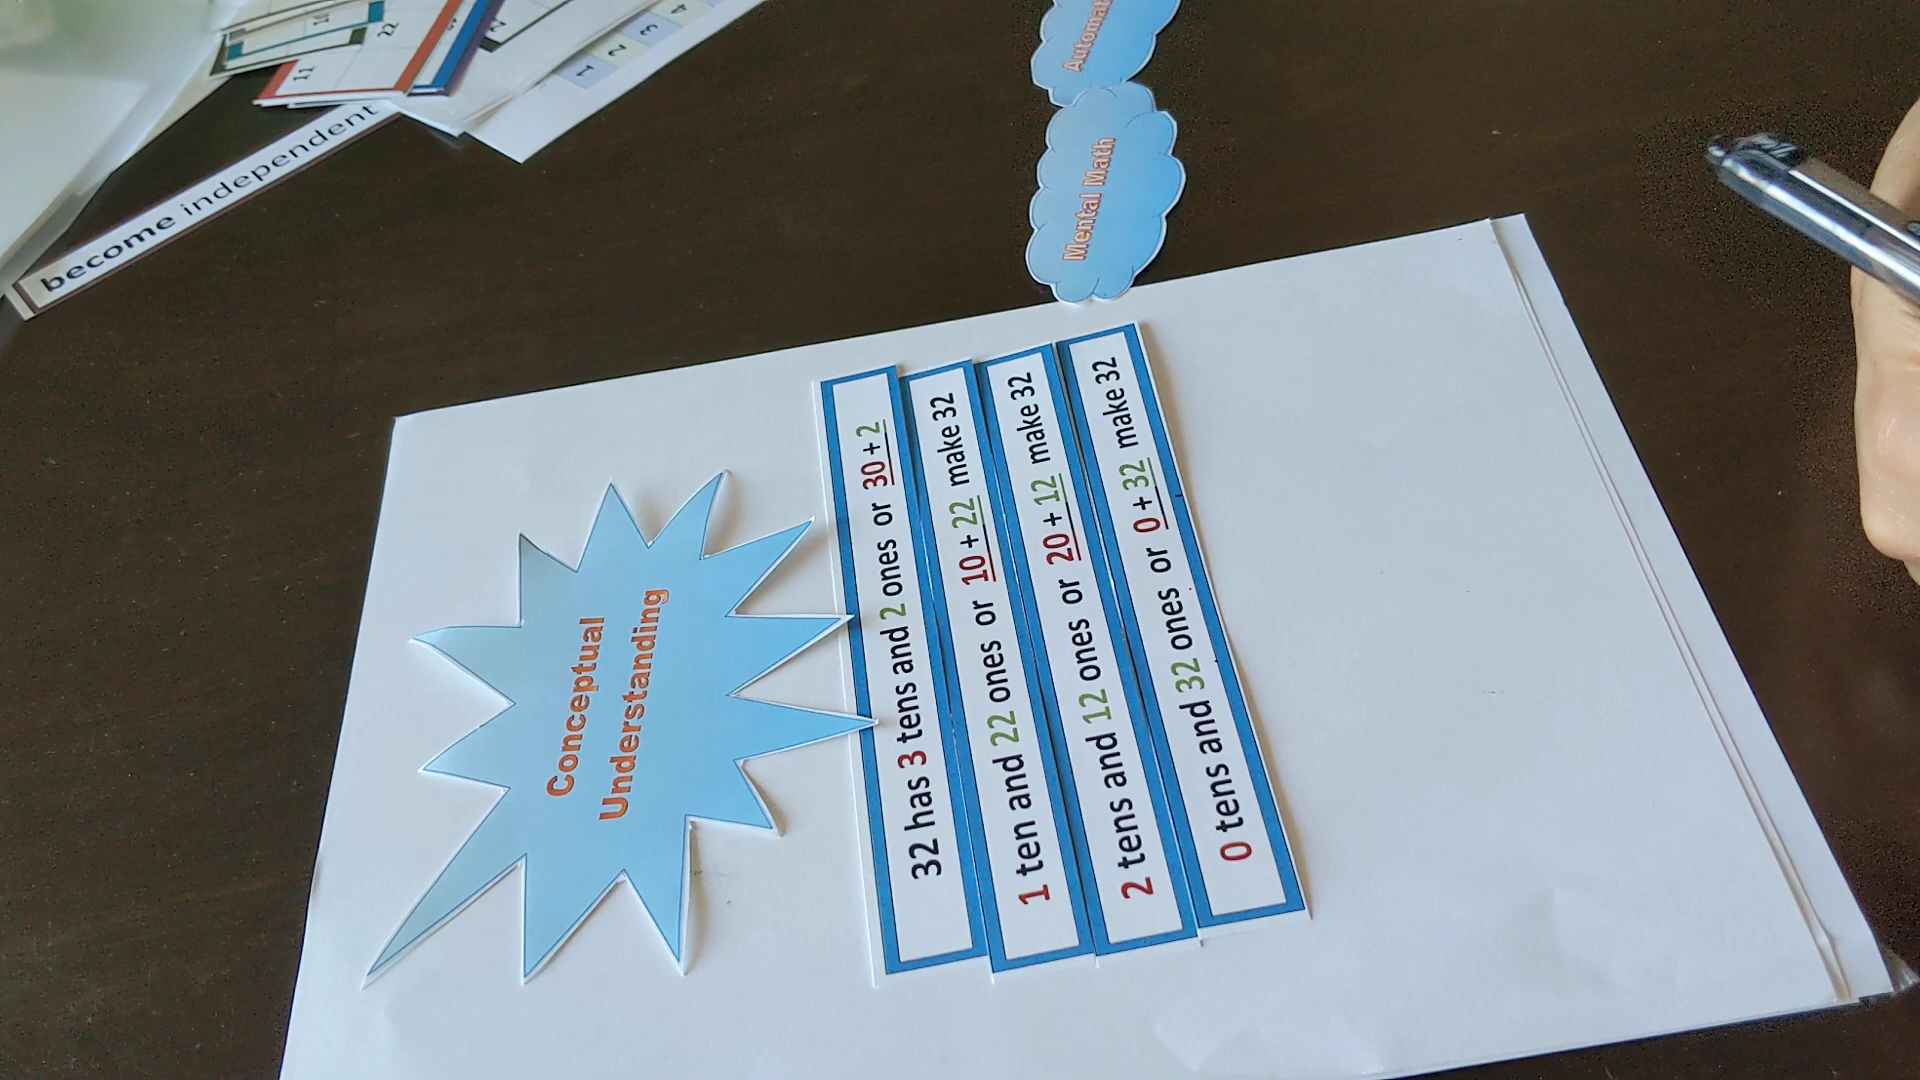 Conceptual
Understanding
32 has 3 tens and 2 ones or 30 + 2
1 ten and 22 ones or 10 + 22 make 32
2 tens and 12 ones or 20 + 12 make 32
0 tens and 32 ones or 0 + 32 make 32
Mental Math
become independent
11
22
1 2 3 4